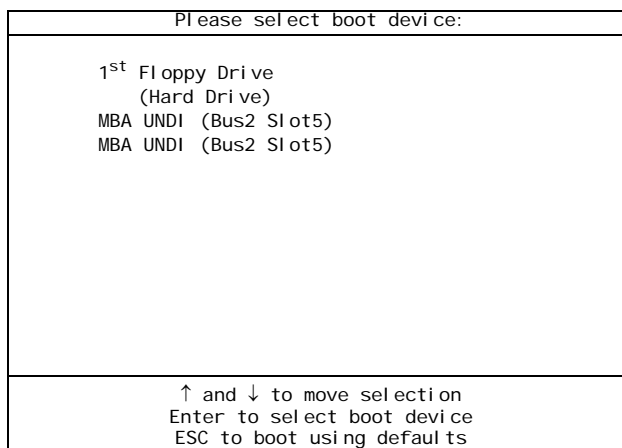 Please select boot device:
1st Floppy Drive
(Hard Drive)
MBA UNDI (Bus2 Slot5)
MBA UNDI (Bus2 Slot5)
↑ and ↓ to move selection
Enter to select boot device
ESC to boot using defaults